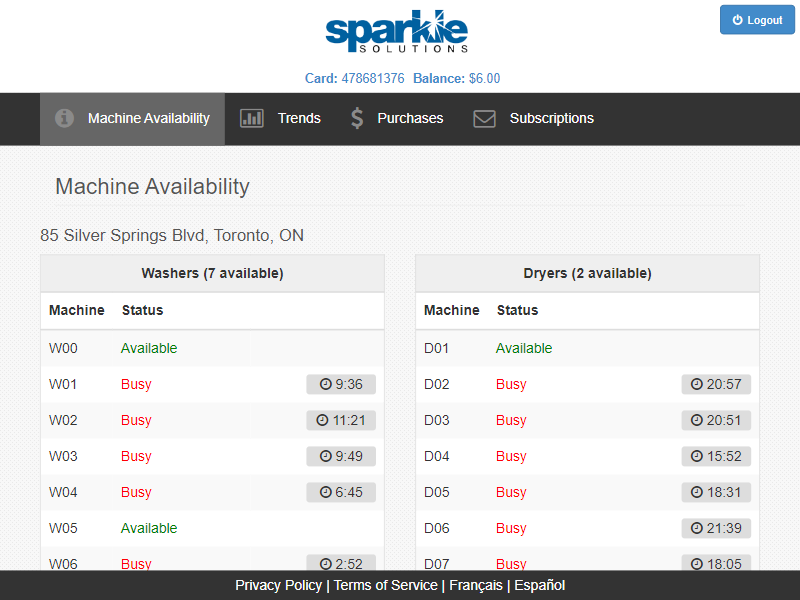 sparkle
SOLUTIONS
Logout
Card: 478681376 Balance: $6.00
Machine Availability
Trends
Purchases
Subscriptions
Machine Availability
85 Silver Springs Blvd, Toronto, ON
Washers (7 available)
Machine Status
W00 Available
W01 Busy 9:36
W02 Busy 11:21
W03 Busy 9:49
W04 Busy 6:45
W05 Available
W06 Busy 2:52
Dryers (2 available)
Machine Status
D01 Available
D02 Busy 20:57
D03 Busy 20:51
D04 Busy 15:52
D05 Busy 18:31
D06 Busy 21:39
D07 Busy 18:05
Privacy Policy | Terms of Service | Français | Español